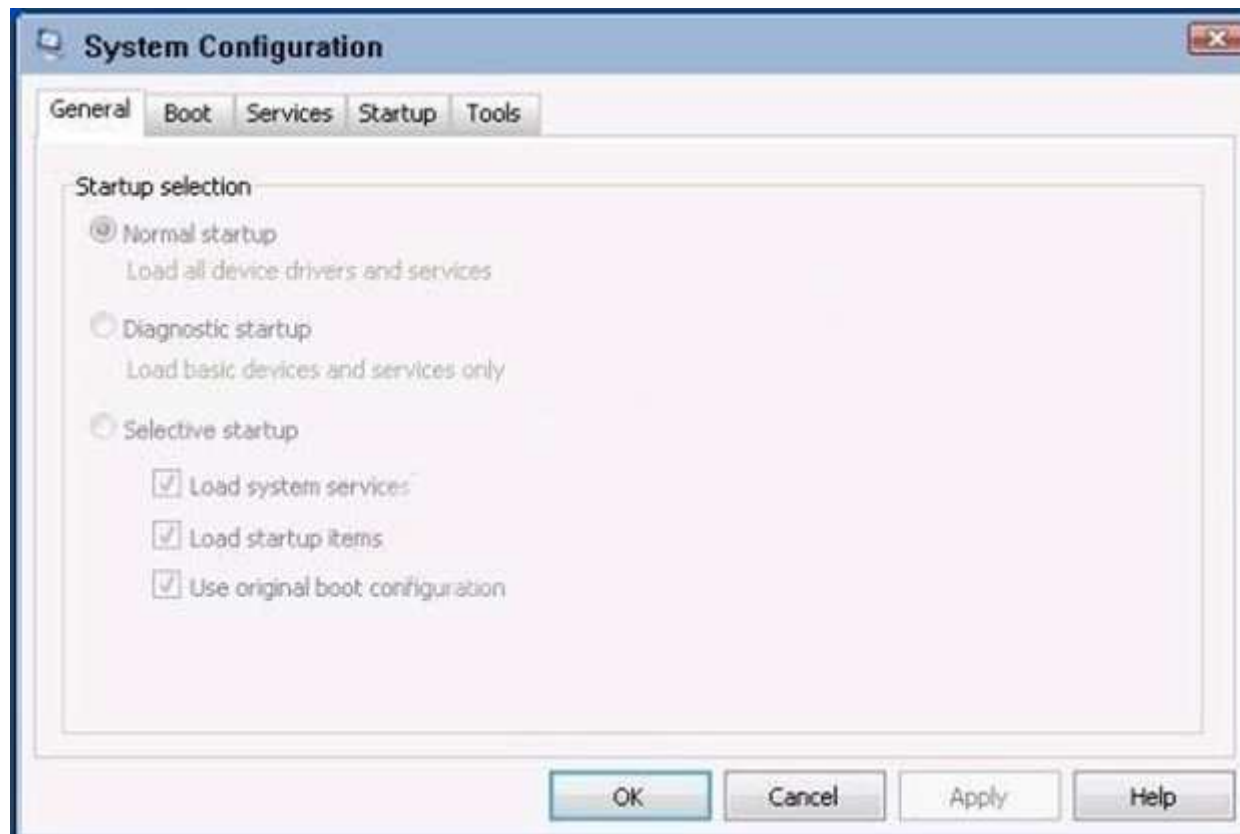 System Configuration
General Boot Services Startup Tools
Startup selection
Normal startup
Load all device drivers and services
Diagnostic startup
Load basic devices and services only
Selective startup
Load system services
Load startup items
Use original boot configuration
OK Cancel Apply Help